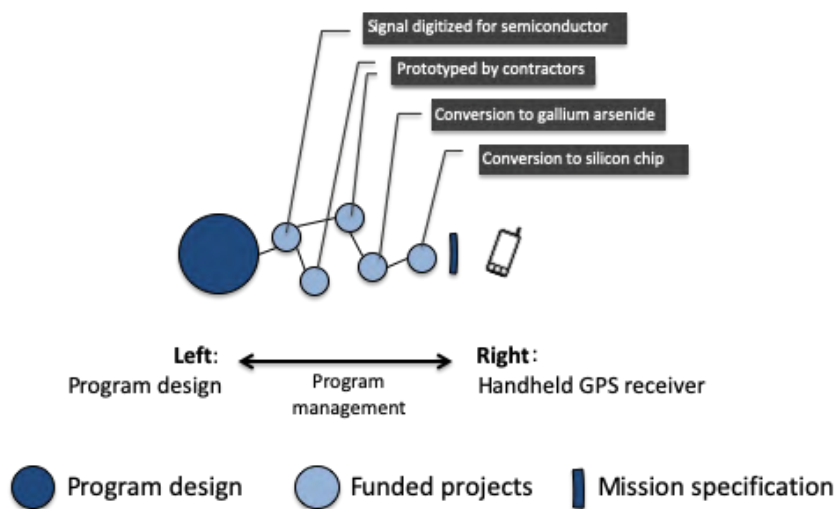 Signal digitized for semiconductor
Prototyped by contractors
Conversion to gallium arsenide
Conversion to silicon chip
Left:
Program design
Program
management
Right:
Handheld GPS receiver
Program design
Funded projects
Mission specification